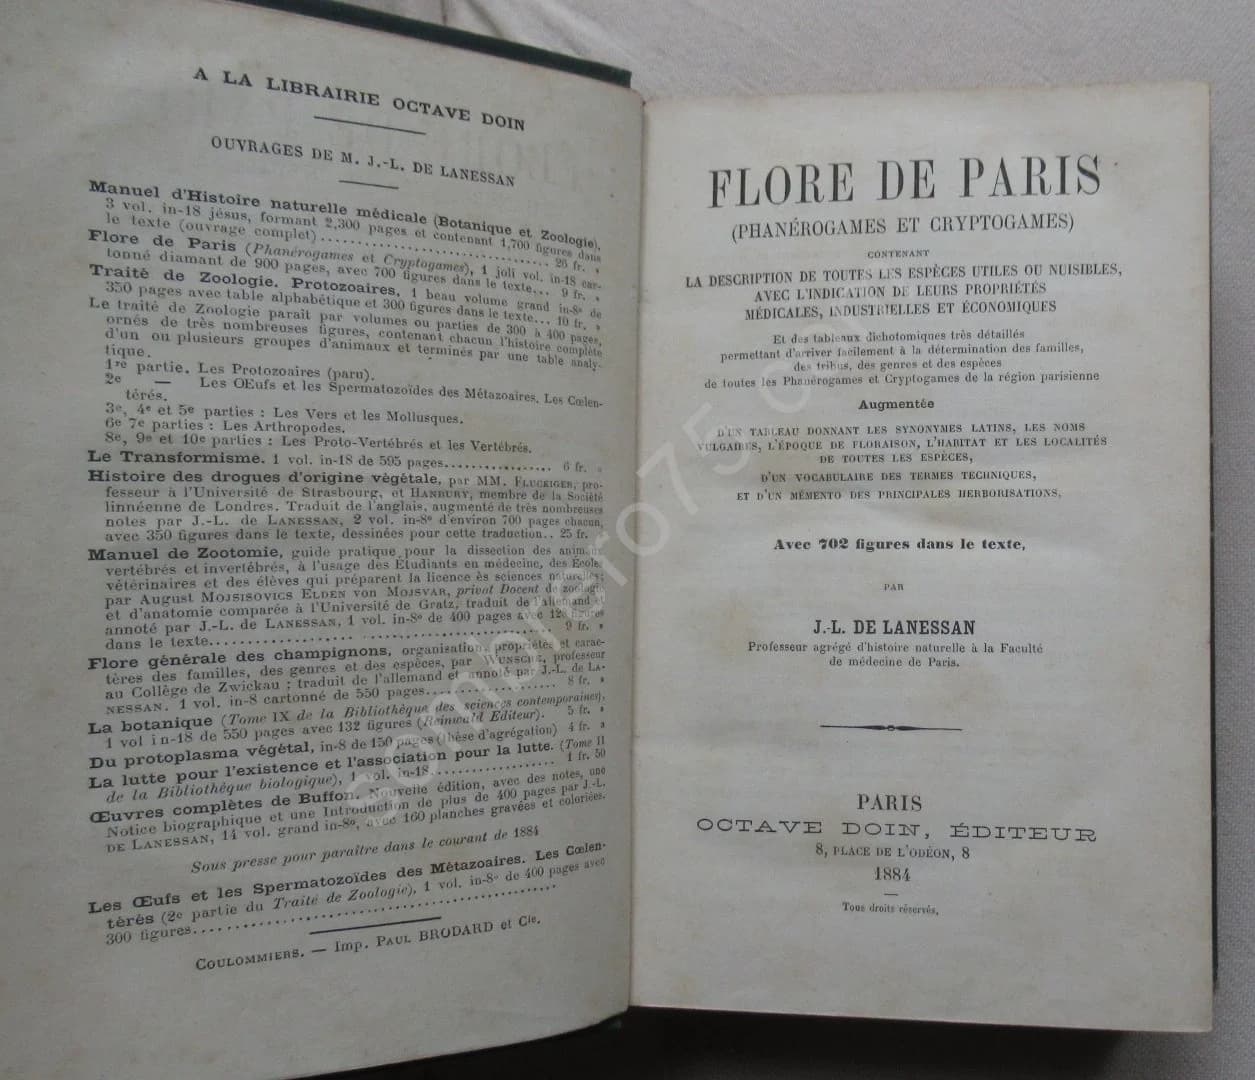 A LA LIBRAIRIE OCTAVE DOIN
OUVRAGES DE M. J.-L. DE LANESSAN
Manuel d'Histoire naturelle médicale (Botanique et Zoologie).
3 vol. in-18 jésus, formant 2,300 pages et contenant 1,700 figures dans
le texte (ouvrage complet) 26 fr. »
Flore de Paris (Phanérogames et Cryptogames), 1 joli vol. in-18 car-
tonné diamant de 900 pages, avec 700 figures dans le texte... 9 fr. »
Traité de Zoologie. Protozoaires, 1 beau volume grand in-8º de
350 pages avec table alphabétique et 300 figures dans le texte... 10 fr. »
Le traité de Zoologie paraît par volumes ou parties de 300 à 400 pages,
ornés de très nombreuses figures, contenant chacun l'histoire complète
d'un ou plusieurs groupes d'animaux et terminés par une table analy-
tique.
1re partie. Les Protozoaires (paru).
2e — Les Œufs et les Spermatozoïdes des Métazoaires. Les Cœlen-
térés.
3e, 4e et 5e parties : Les Vers et les Mollusques.
6e 7e parties : Les Arthropodes.
8e, 9e et 10e parties : Les Proto-Vertébrés et les Vertébrés.
Le Transformisme. 1 vol. in-18 de 595 pages 6 fr. »
Histoire des drogues d'origine végétale, par MM. FLUCKIGER, pro-
fesseur à l'Université de Strasbourg, et HANBURY, membre de la Société
linnéenne de Londres. Traduit de l'anglais, augmenté de très nombreuses
notes par J.-L. DE LANESSAN, 2 vol. in-8º d'environ 700 pages chacun,
avec 350 figures dans le texte, dessinées pour cette traduction.. 25 fr. »
Manuel de Zootomie, guide pratique pour la dissection des animaux
vertébrés et invertébrés, à l'usage des Étudiants en médecine, des École
vétérinaires et des élèves qui préparent la licence ès sciences naturelles;
par August MOJSISOVICS ELDEN VON MOJSVAR, privat Docent de zoologie
et d'anatomie comparée à l'Université de Gratz, traduit de l'allemand et
annoté par J.-L. DE LANESSAN, 1 vol. in-8º de 400 pages avec 128 figures
dans le texte 9 fr. »
Flore générale des champignons, organisation, propriétés et carac-
tères des familles, des genres et des espèces, par WUNSCHE, professeur
au Collège de Zwickau ; traduit de l'allemand et annoté par J.-L. DE LA-
NESSAN. 1 vol. in-8 cartonné de 550 pages 8 fr. »
La botanique (Tome IX de la Bibliothèque des sciences contemporaines),
1 vol in-18 de 550 pages avec 132 figures (Reinwald Editeur). 5 fr. »
Du protoplasma végétal, in-8 de 150 pages (thèse d'agrégation) 4 fr. »
La lutte pour l'existence et l'association pour la lutte. (Tome II
de la Bibliothèque biologique), 1 vol. in-18 1 fr. 50
Œuvres complètes de Buffon. Nouvelle édition, avec des notes, une
Notice biographique et une Introduction de plus de 400 pages par J.-L.
DE LANESSAN, 14 vol. grand in-8º, avec 160 planches gravées et coloriées.
Sous presse pour paraître dans le courant de 1884
Les Œufs et les Spermatozoïdes des Métazoaires. Les Cœlen-
térés (2e partie du Traité de Zoologie), 1 vol. in-8º de 400 pages avec
300 figures
COULOMMIERS. — Imp. PAUL BRODARD et Cie.
FLORE DE PARIS
(PHANÉROGAMES ET CRYPTOGAMES)
CONTENANT
LA DESCRIPTION DE TOUTES LES ESPÈCES UTILES OU NUISIBLES,
AVEC L'INDICATION DE LEURS PROPRIÉTÉS
MÉDICALES, INDUSTRIELLES ET ÉCONOMIQUES
Et des tableaux dichotomiques très détaillés
permettant d'arriver facilement à la détermination des familles,
des tribus, des genres et des espèces
de toutes les Phanérogames et Cryptogames de la région parisienne
Augmentée
D'UN TABLEAU DONNANT LES SYNONYMES LATINS, LES NOMS
VULGAIRES, L'ÉPOQUE DE FLORAISON, L'HABITAT ET LES LOCALITÉS
DE TOUTES LES ESPÈCES,
D'UN VOCABULAIRE DES TERMES TECHNIQUES,
ET D'UN MÉMENTO DES PRINCIPALES HERBORISATIONS,
Avec 702 figures dans le texte,
PAR
J.-L. DE LANESSAN
Professeur agrégé d'histoire naturelle à la Faculté
de médecine de Paris.
PARIS
OCTAVE DOIN, ÉDITEUR
8, PLACE DE L'ODÉON, 8
1884
Tous droits réservés.